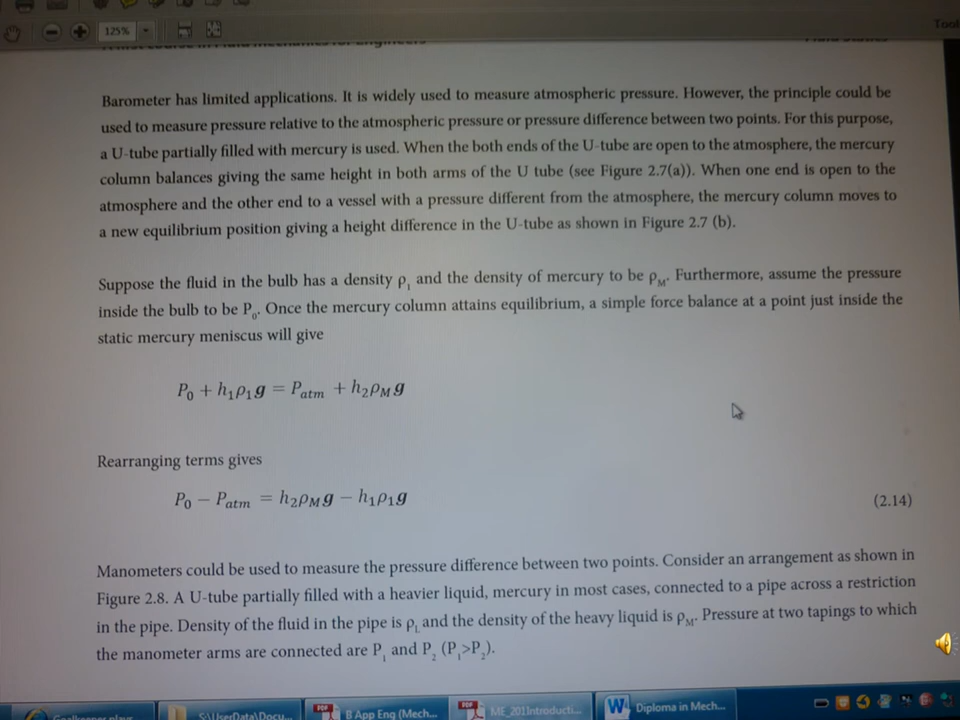 125%
Tool
Barometer has limited applications. It is widely used to measure atmospheric pressure. However, the principle could be
used to measure pressure relative to the atmospheric pressure or pressure difference between two points. For this purpose,
a U-tube partially filled with mercury is used. When the both ends of the U-tube are open to the atmosphere, the mercury
column balances giving the same height in both arms of the U tube (see Figure 2.7(a)). When one end is open to the
atmosphere and the other end to a vessel with a pressure different from the atmosphere, the mercury column moves to
a new equilibrium position giving a height difference in the U-tube as shown in Figure 2.7 (b).
Suppose the fluid in the bulb has a density ρ₁ and the density of mercury to be ρM. Furthermore, assume the pressure
inside the bulb to be P₀. Once the mercury column attains equilibrium, a simple force balance at a point just inside the
static mercury meniscus will give
P₀ + h₁ρ₁g = Patm + h₂ρMg
Rearranging terms gives
P₀ − Patm = h₂ρMg − h₁ρ₁g (2.14)
Manometers could be used to measure the pressure difference between two points. Consider an arrangement as shown in
Figure 2.8. A U-tube partially filled with a heavier liquid, mercury in most cases, connected to a pipe across a restriction
in the pipe. Density of the fluid in the pipe is ρL and the density of the heavy liquid is ρM. Pressure at two tapings to which
the manometer arms are connected are P₁ and P₂ (P₁>P₂).
S:\UserData\Docu... PDF B App Eng (Mech... PDF ME_201Introducti... W Diploma in Mech...